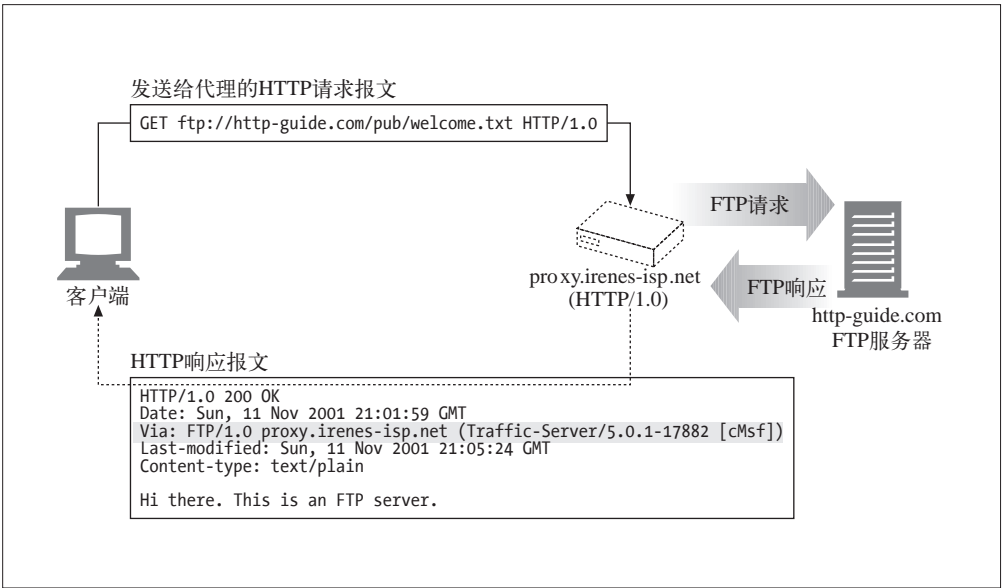 发送给代理的HTTP请求报文
GET ftp://http-guide.com/pub/welcome.txt HTTP/1.0
FTP请求
客户端
proxy.irenes-isp.net
(HTTP/1.0)
FTP响应
http-guide.com
FTP服务器
HTTP响应报文
HTTP/1.0 200 OK
Date: Sun, 11 Nov 2001 21:01:59 GMT
Via: FTP/1.0 proxy.irenes-isp.net (Traffic-Server/5.0.1-17882 [cMsf])
Last-modified: Sun, 11 Nov 2001 21:05:24 GMT
Content-type: text/plain
Hi there. This is an FTP server.